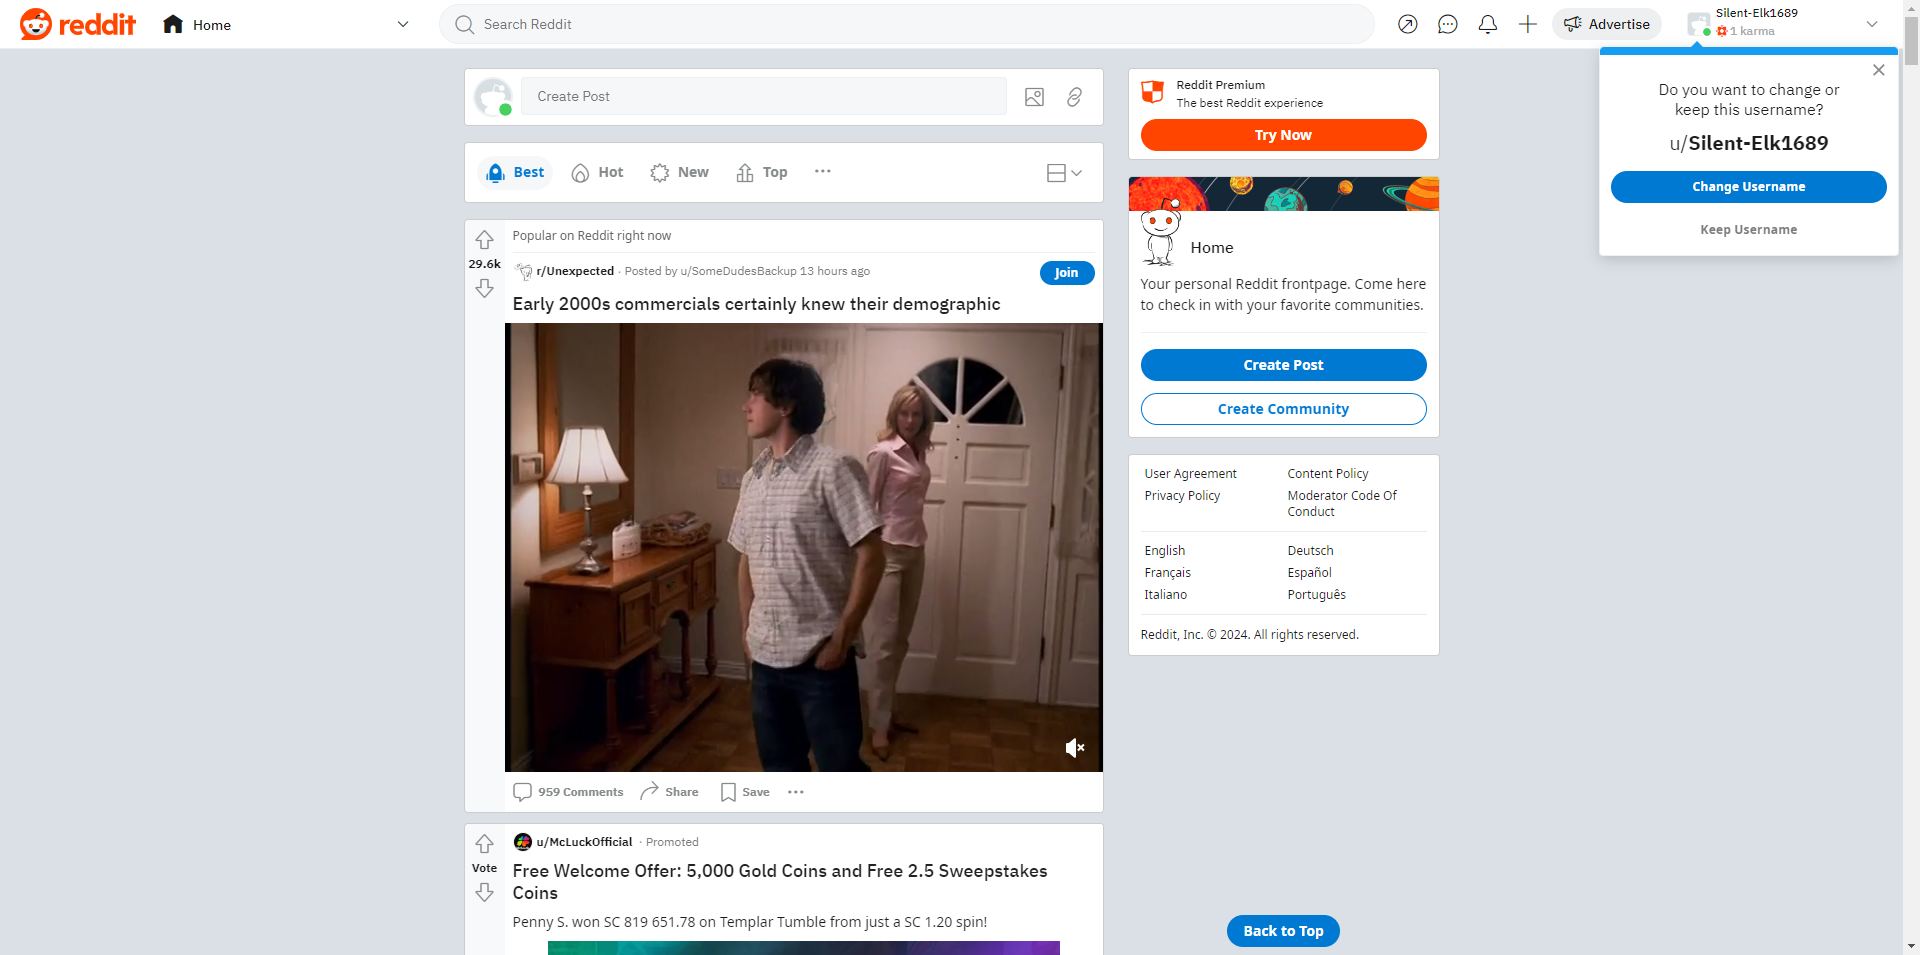 reddit
Home
Search Reddit
Advertise
Silent-Elk1689
1 karma
Do you want to change or
keep this username?
u/Silent-Elk1689
Change Username
Keep Username
Create Post
Best
Hot
New
Top
Popular on Reddit right now
29.6k
r/Unexpected · Posted by u/SomeDudesBackup 13 hours ago
Join
Early 2000s commercials certainly knew their demographic
959 Comments
Share
Save
u/McLuckOfficial · Promoted
Vote
Free Welcome Offer: 5,000 Gold Coins and Free 2.5 Sweepstakes
Coins
Penny S. won SC 819 651.78 on Templar Tumble from just a SC 1.20 spin!
Reddit Premium
The best Reddit experience
Try Now
Home
Your personal Reddit frontpage. Come here
to check in with your favorite communities.
Create Post
Create Community
User Agreement
Content Policy
Privacy Policy
Moderator Code Of
Conduct
English
Deutsch
Français
Español
Italiano
Português
Reddit, Inc. © 2024. All rights reserved.
Back to Top